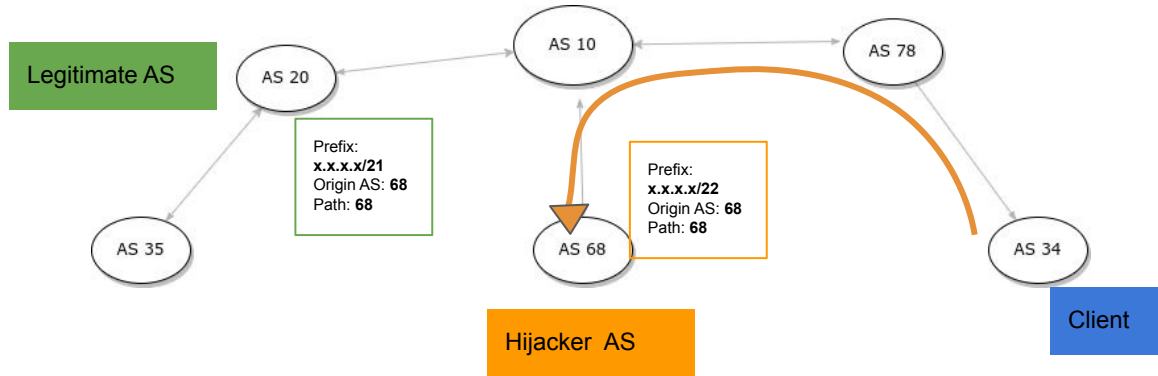 Legitimate AS
AS 20
AS 10
AS 78
Prefix:
x.x.x.x/21
Origin AS: 68
Path: 68
Prefix:
x.x.x.x/22
Origin AS: 68
Path: 68
AS 35
AS 68
AS 34
Hijacker AS
Client